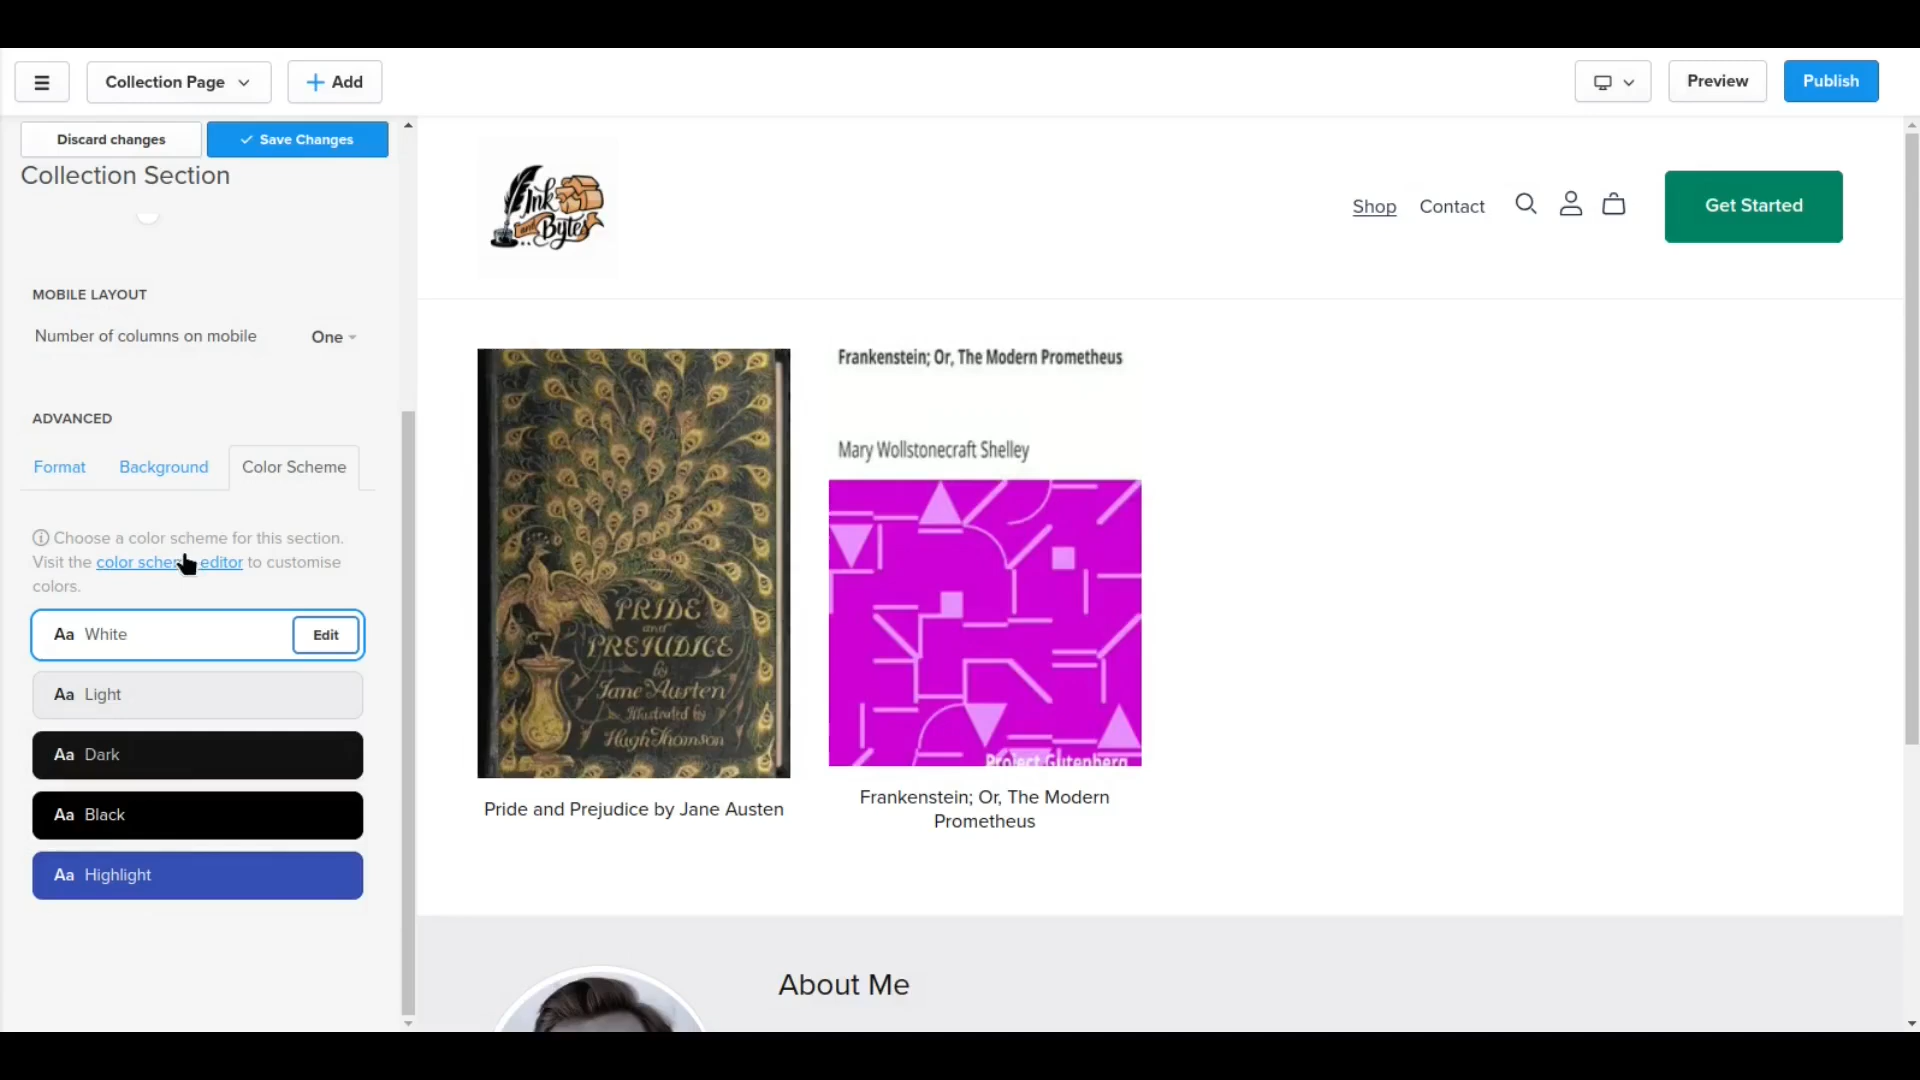 Collection Page
Add
Preview
Publish
Discard changes
Save Changes
Collection Section
MOBILE LAYOUT
Number of columns on mobile
One
ADVANCED
Format
Background
Color Scheme
Choose a color scheme for this section.
Visit the color scheme editor to customise
colors.
Aa White
Edit
Aa Light
Aa Dark
Aa Black
Aa Highlight
Ink
and
Bytes
Shop
Contact
Get Started
PRIDE
and
PREJUDICE
by
Jane Austen
Illustrated by
Hugh Thomson
Pride and Prejudice by Jane Austen
Frankenstein; Or, The Modern Prometheus
Mary Wollstonecraft Shelley
Project Gutenberg
Frankenstein; Or, The Modern
Prometheus
About Me